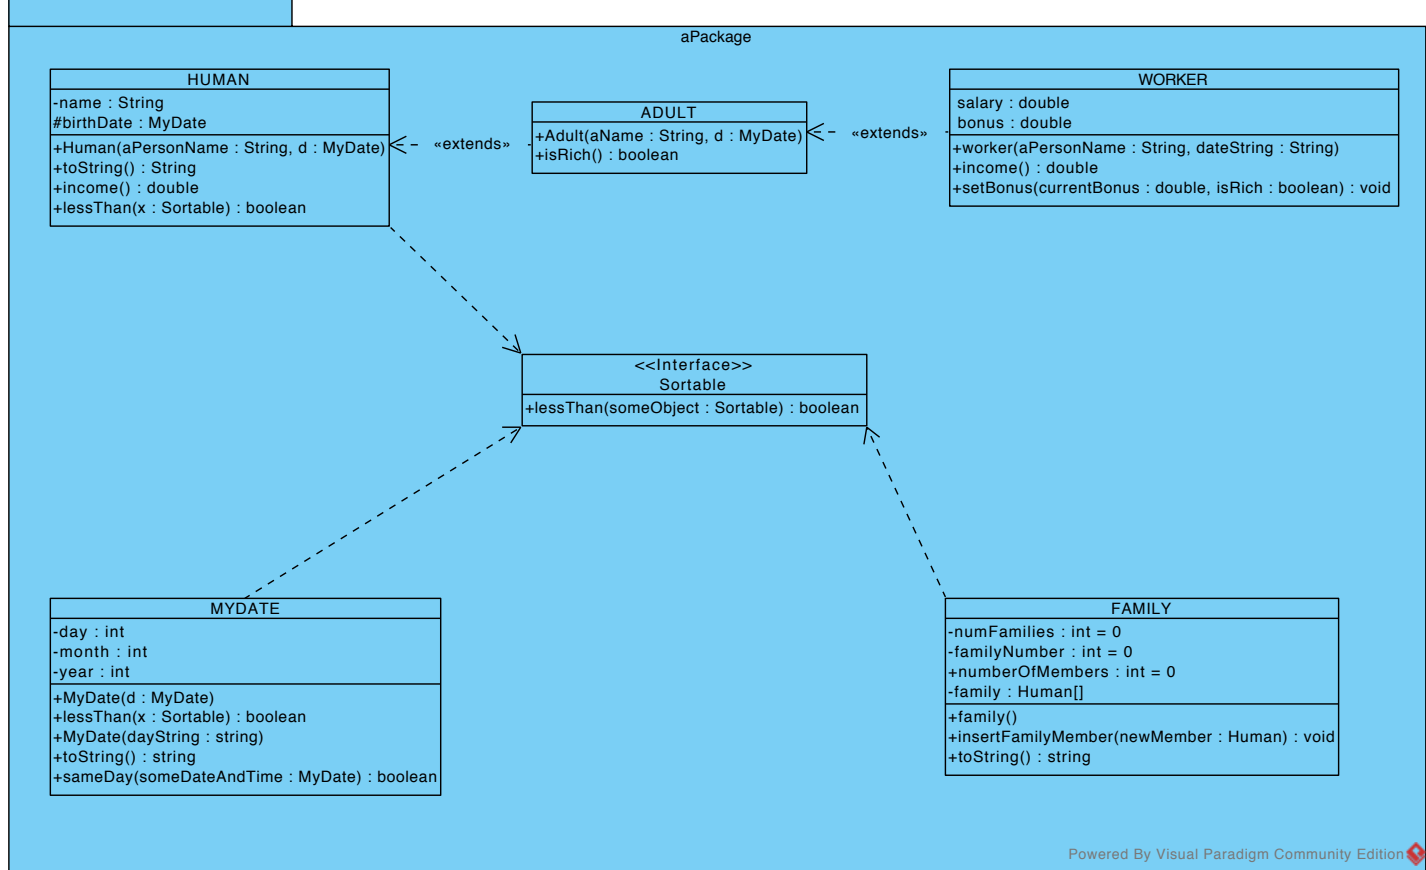 aPackage
HUMAN
-name : String
#birthDate : MyDate
+Human(aPersonName : String, d : MyDate)
+toString() : String
+income() : double
+lessThan(x : Sortable) : boolean
«extends»
ADULT
+Adult(aName : String, d : MyDate)
+isRich() : boolean
«extends»
WORKER
salary : double
bonus : double
+worker(aPersonName : String, dateString : String)
+income() : double
+setBonus(currentBonus : double, isRich : boolean) : void
<<Interface>>
Sortable
+lessThan(someObject : Sortable) : boolean
MYDATE
-day : int
-month : int
-year : int
+MyDate(d : MyDate)
+lessThan(x : Sortable) : boolean
+MyDate(dayString : string)
+toString() : string
+sameDay(someDateAndTime : MyDate) : boolean
FAMILY
-numFamilies : int = 0
-familyNumber : int = 0
+numberOfMembers : int = 0
-family : Human[]
+family()
+insertFamilyMember(newMember : Human) : void
+toString() : string
Powered By Visual Paradigm Community Edition